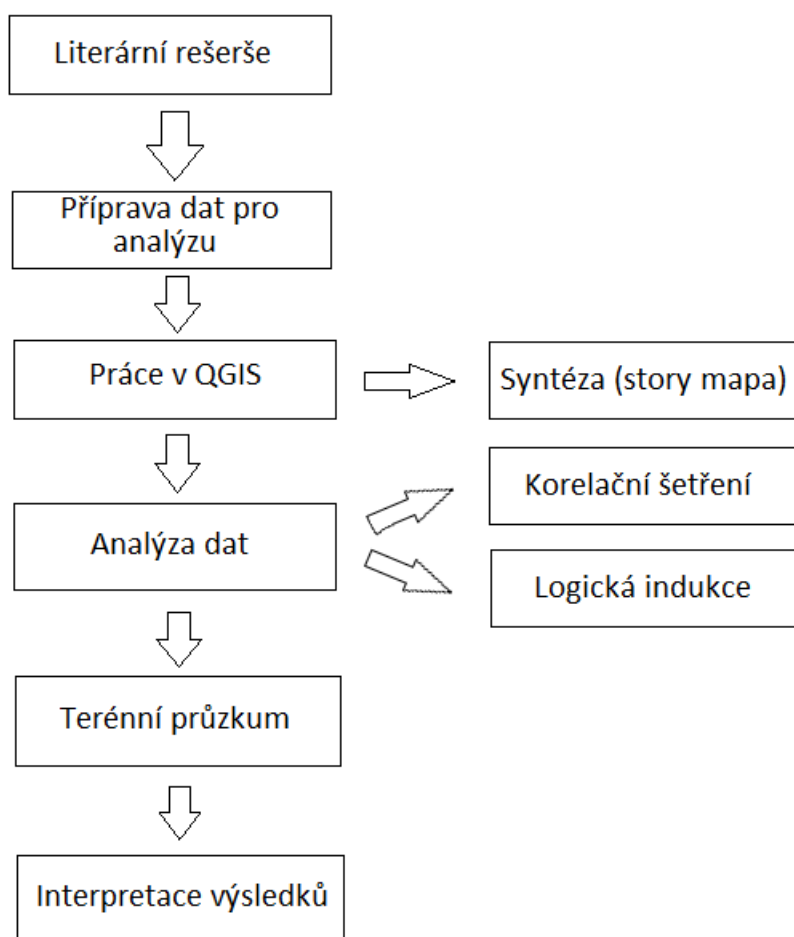 Literární rešerše
Příprava dat pro
analýzu
Práce v QGIS
Syntéza (story mapa)
Korelační šetření
Analýza dat
Logická indukce
Terénní průzkum
Interpretace výsledků